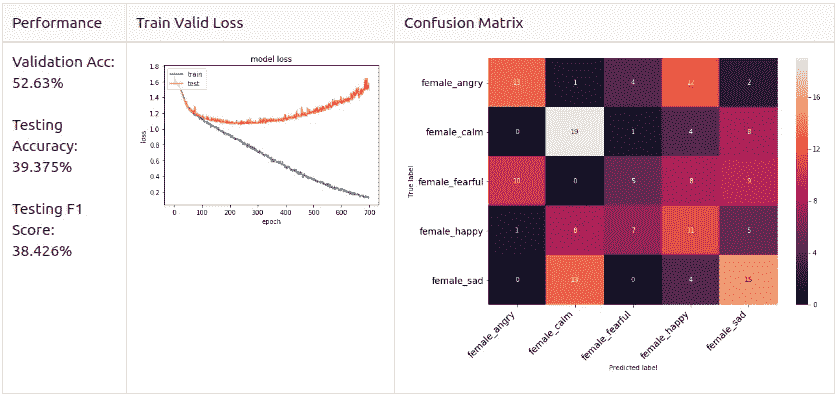 Performance
Train Valid Loss
Confusion Matrix
Validation Acc:
52.63%
Testing
Accuracy:
39.375%
Testing F1
Score:
38.426%
model loss
train
test
1.8
1.6
1.4
1.2
1.0
0.8
0.6
0.4
0.2
loss
0 100 200 300 400 500 600 700
epoch
True label
female_angry 13 1 4 12 2
female_calm 0 19 1 4 8
female_fearful 10 0 5 8 9
female_happy 1 8 7 11 5
female_sad 0 13 0 4 15
female_angry
female_calm
female_fearful
female_happy
female_sad
Predicted label
16
12
8
4
0